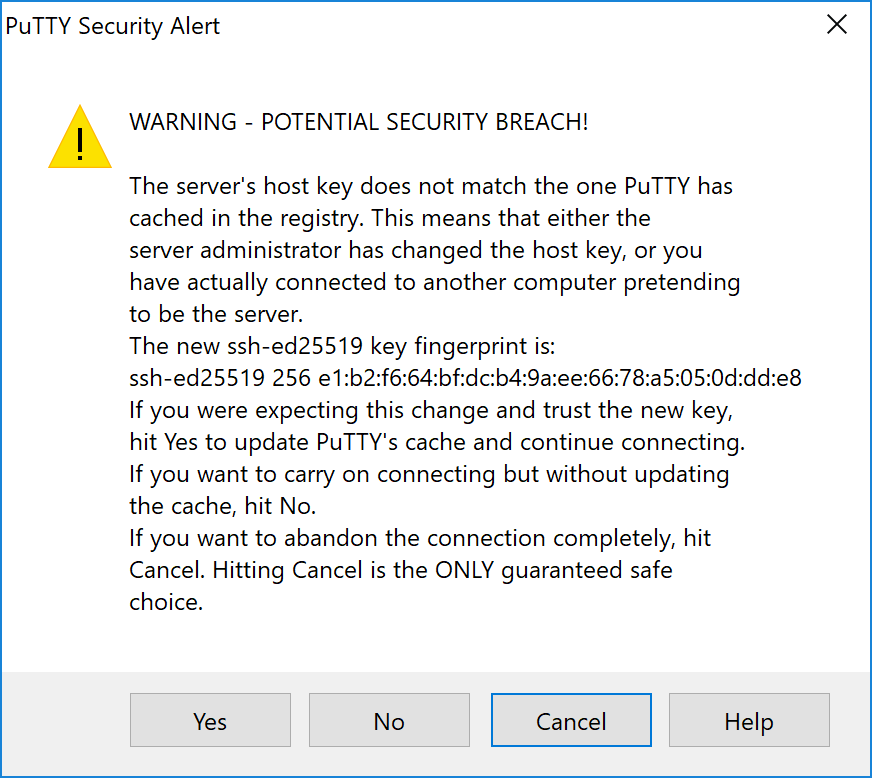 PuTTY Security Alert
WARNING - POTENTIAL SECURITY BREACH!
The server's host key does not match the one PuTTY has
cached in the registry. This means that either the
server administrator has changed the host key, or you
have actually connected to another computer pretending
to be the server.
The new ssh-ed25519 key fingerprint is:
ssh-ed25519 256 e1:b2:f6:64:bf:dc:b4:9a:ee:66:78:a5:05:0d:dd:e8
If you were expecting this change and trust the new key,
hit Yes to update PuTTY's cache and continue connecting.
If you want to carry on connecting but without updating
the cache, hit No.
If you want to abandon the connection completely, hit
Cancel. Hitting Cancel is the ONLY guaranteed safe
choice.
Yes
No
Cancel
Help